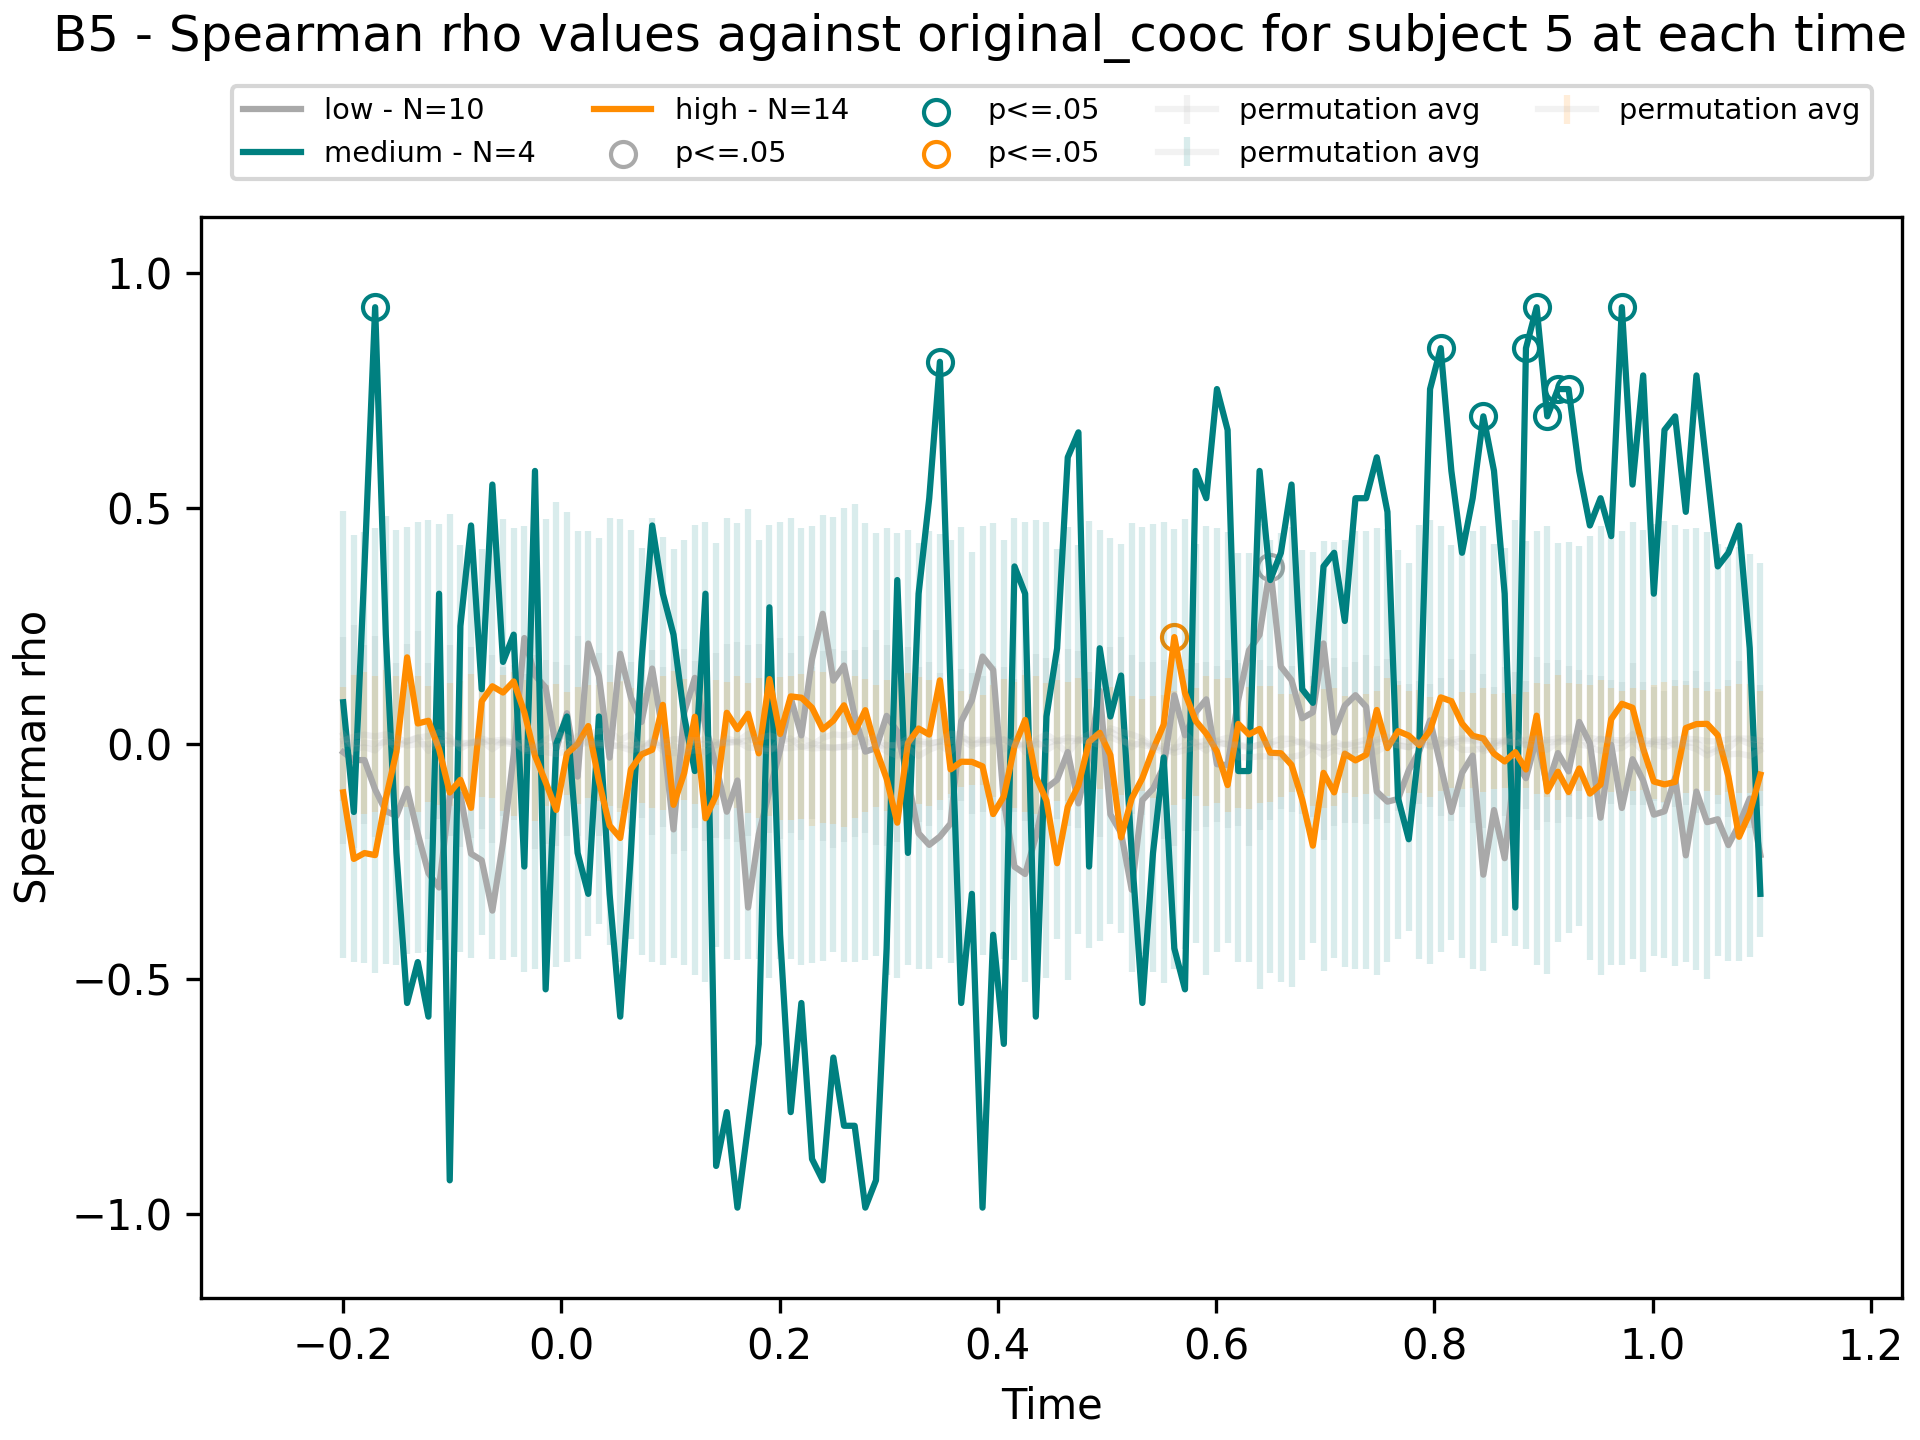 B5 - Spearman rho values against original_cooc for subject 5 at each time
low - N=10
medium - N=4
high - N=14
p<=.05
p<=.05
p<=.05
permutation avg
permutation avg
permutation avg
Spearman rho
1.0
0.5
0.0
−0.5
−1.0
−0.2
0.0
0.2
0.4
0.6
0.8
1.0
1.2
Time